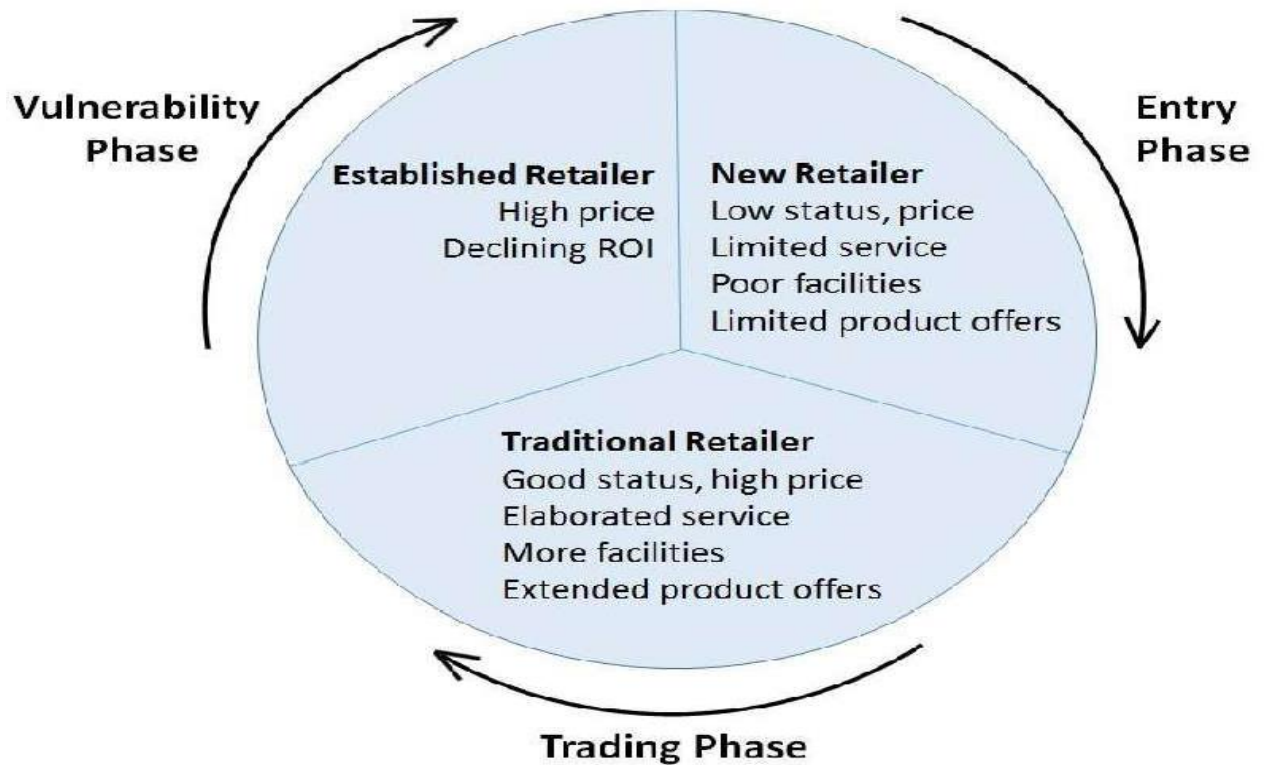 Vulnerability
Phase
Entry
Phase
Established Retailer
High price
Declining ROI
New Retailer
Low status, price
Limited service
Poor facilities
Limited product offers
Traditional Retailer
Good status, high price
Elaborated service
More facilities
Extended product offers
Trading Phase